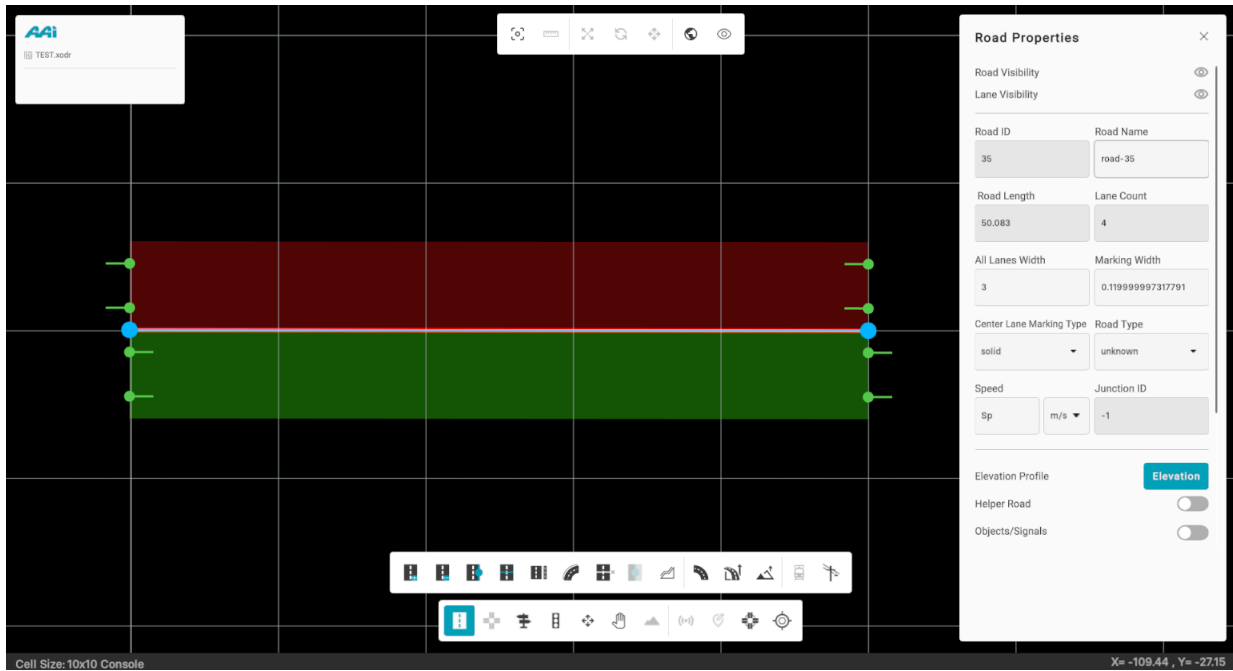 AAi
TEST.xodr
Road Properties
Road Visibility
Lane Visibility
Road ID Road Name
35 road-35
Road Length Lane Count
50.083 4
All Lanes Width Marking Width
3 0.119999997317791
Center Lane Marking Type Road Type
solid unknown
Speed Junction ID
Sp m/s -1
Elevation Profile Elevation
Helper Road
Objects/Signals
Cell Size:10x10 Console X= -109.44 , Y= -27.15